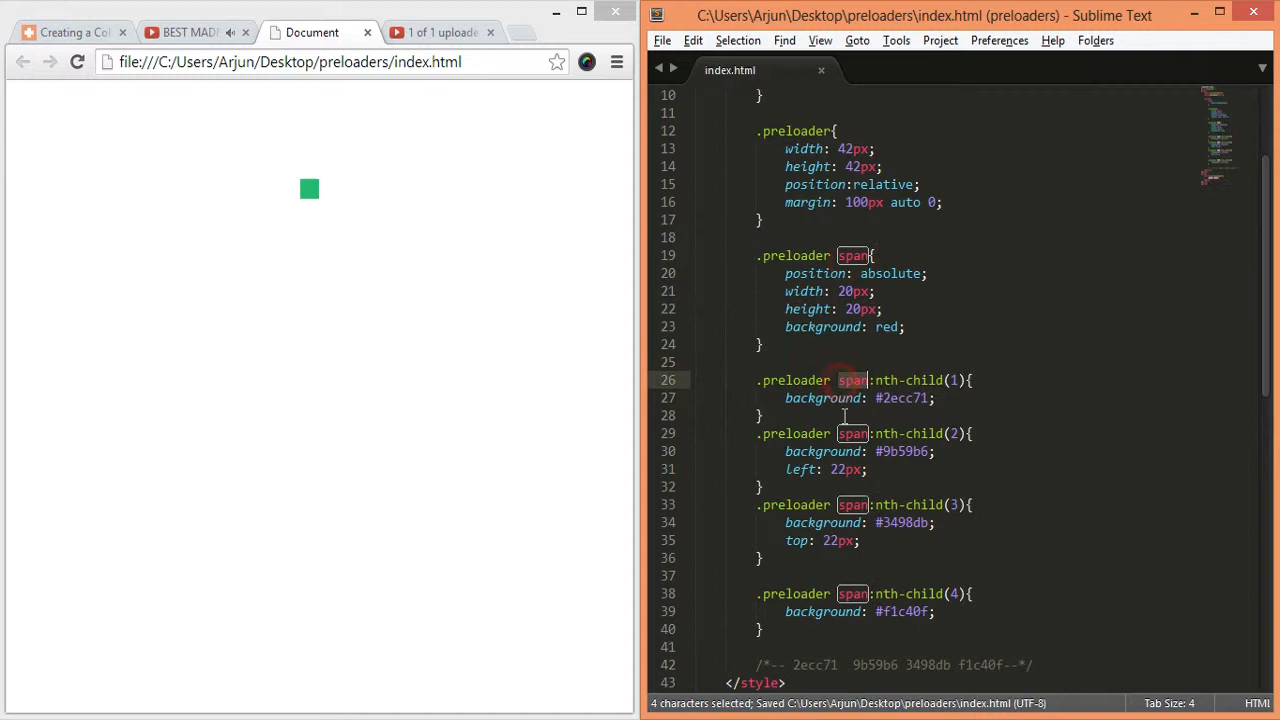 Creating a Col
BEST MADI
Document
1 of 1 uploade
file:///C:/Users/Arjun/Desktop/preloaders/index.html
C:\Users\Arjun\Desktop\preloaders\index.html (preloaders) - Sublime Text
File Edit Selection Find View Goto Tools Project Preferences Help Folders
index.html
10 }
11
12 .preloader{
13 width: 42px;
14 height: 42px;
15 position:relative;
16 margin: 100px auto 0;
17 }
18
19 .preloader span{
20 position: absolute;
21 width: 20px;
22 height: 20px;
23 background: red;
24 }
25
26 .preloader span:nth-child(1){
27 background: #2ecc71;
28 }
29 .preloader span:nth-child(2){
30 background: #9b59b6;
31 left: 22px;
32 }
33 .preloader span:nth-child(3){
34 background: #3498db;
35 top: 22px;
36 }
37
38 .preloader span:nth-child(4){
39 background: #f1c40f;
40 }
41
42 /*-- 2ecc71  9b59b6 3498db f1c40f--*/
43 </style>
4 characters selected; Saved C:\Users\Arjun\Desktop\preloaders\index.html (UTF-8) Tab Size: 4 HTML